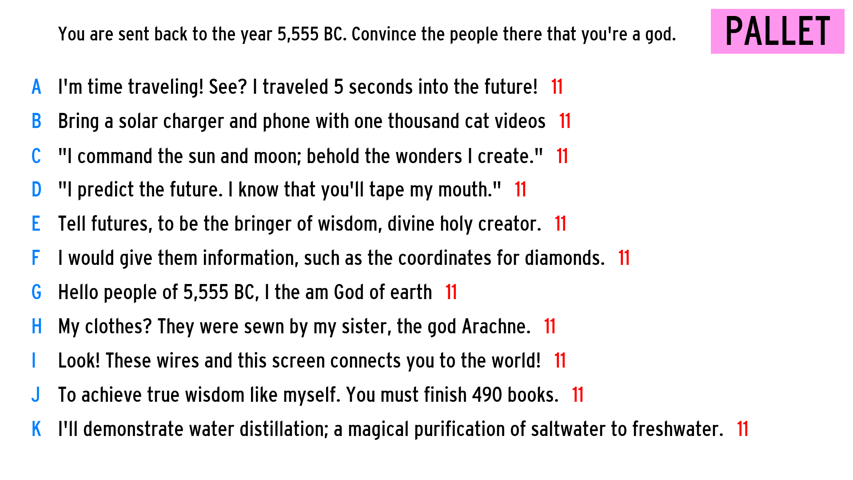 You are sent back to the year 5,555 BC. Convince the people there that you're a god.
PALLET
A I'm time traveling! See? I traveled 5 seconds into the future! 11
B Bring a solar charger and phone with one thousand cat videos 11
C "I command the sun and moon; behold the wonders I create." 11
D "I predict the future. I know that you'll tape my mouth." 11
E Tell futures, to be the bringer of wisdom, divine holy creator. 11
F I would give them information, such as the coordinates for diamonds. 11
G Hello people of 5,555 BC, I the am God of earth 11
H My clothes? They were sewn by my sister, the god Arachne. 11
I Look! These wires and this screen connects you to the world! 11
J To achieve true wisdom like myself. You must finish 490 books. 11
K I'll demonstrate water distillation; a magical purification of saltwater to freshwater. 11